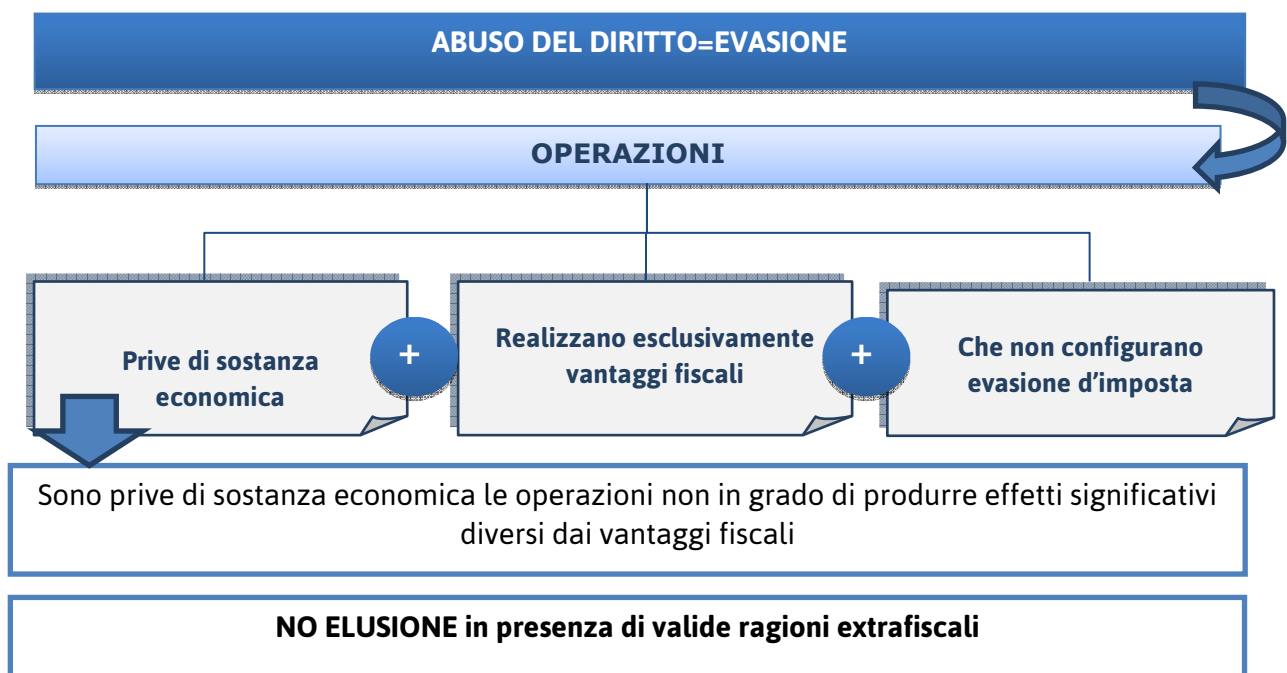 ABUSO DEL DIRITTO=EVASIONE
OPERAZIONI
Prive di sostanza
economica
+
Realizzano esclusivamente
vantaggi fiscali
+
Che non configurano
evasione d’imposta
Sono prive di sostanza economica le operazioni non in grado di produrre effetti significativi
diversi dai vantaggi fiscali
NO ELUSIONE in presenza di valide ragioni extrafiscali